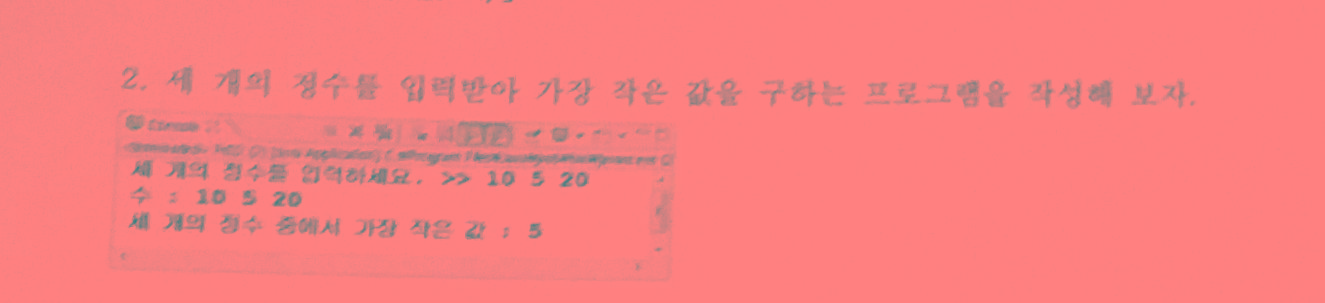 2. 세 개의 정수를 입력받아 가장 작은 값을 구하는 프로그램을 작성해 보자.
Console
세 개의 정수를 입력하세요. >> 10 5 20
수 : 10 5 20
세 개의 정수 중에서 가장 작은 값 : 5